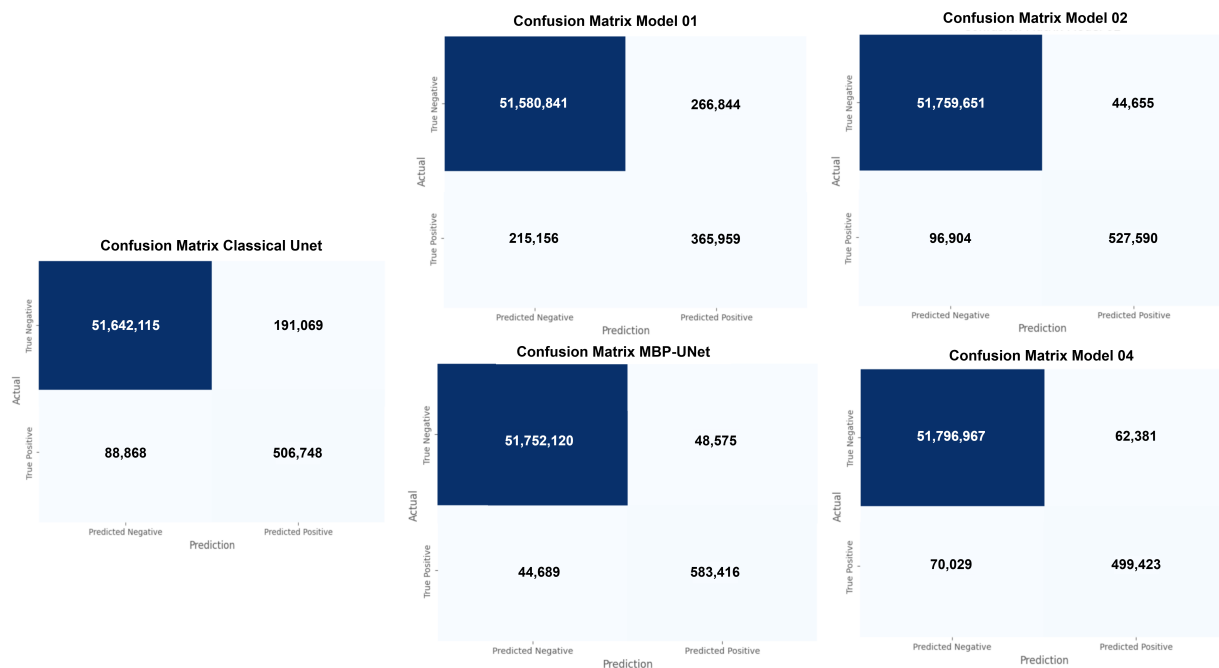 Confusion Matrix Classical Unet
True Negative
51,642,115
191,069
Actual
True Positive
88,868
506,748
Predicted Negative
Predicted Positive
Prediction
Confusion Matrix Model 01
True Negative
51,580,841
266,844
Actual
True Positive
215,156
365,959
Predicted Negative
Predicted Positive
Prediction
Confusion Matrix Model 02
True Negative
51,759,651
44,655
Actual
True Positive
96,904
527,590
Predicted Negative
Predicted Positive
Prediction
Confusion Matrix MBP-UNet
True Negative
51,752,120
48,575
Actual
True Positive
44,689
583,416
Predicted Negative
Predicted Positive
Prediction
Confusion Matrix Model 04
True Negative
51,796,967
62,381
Actual
True Positive
70,029
499,423
Predicted Negative
Predicted Positive
Prediction